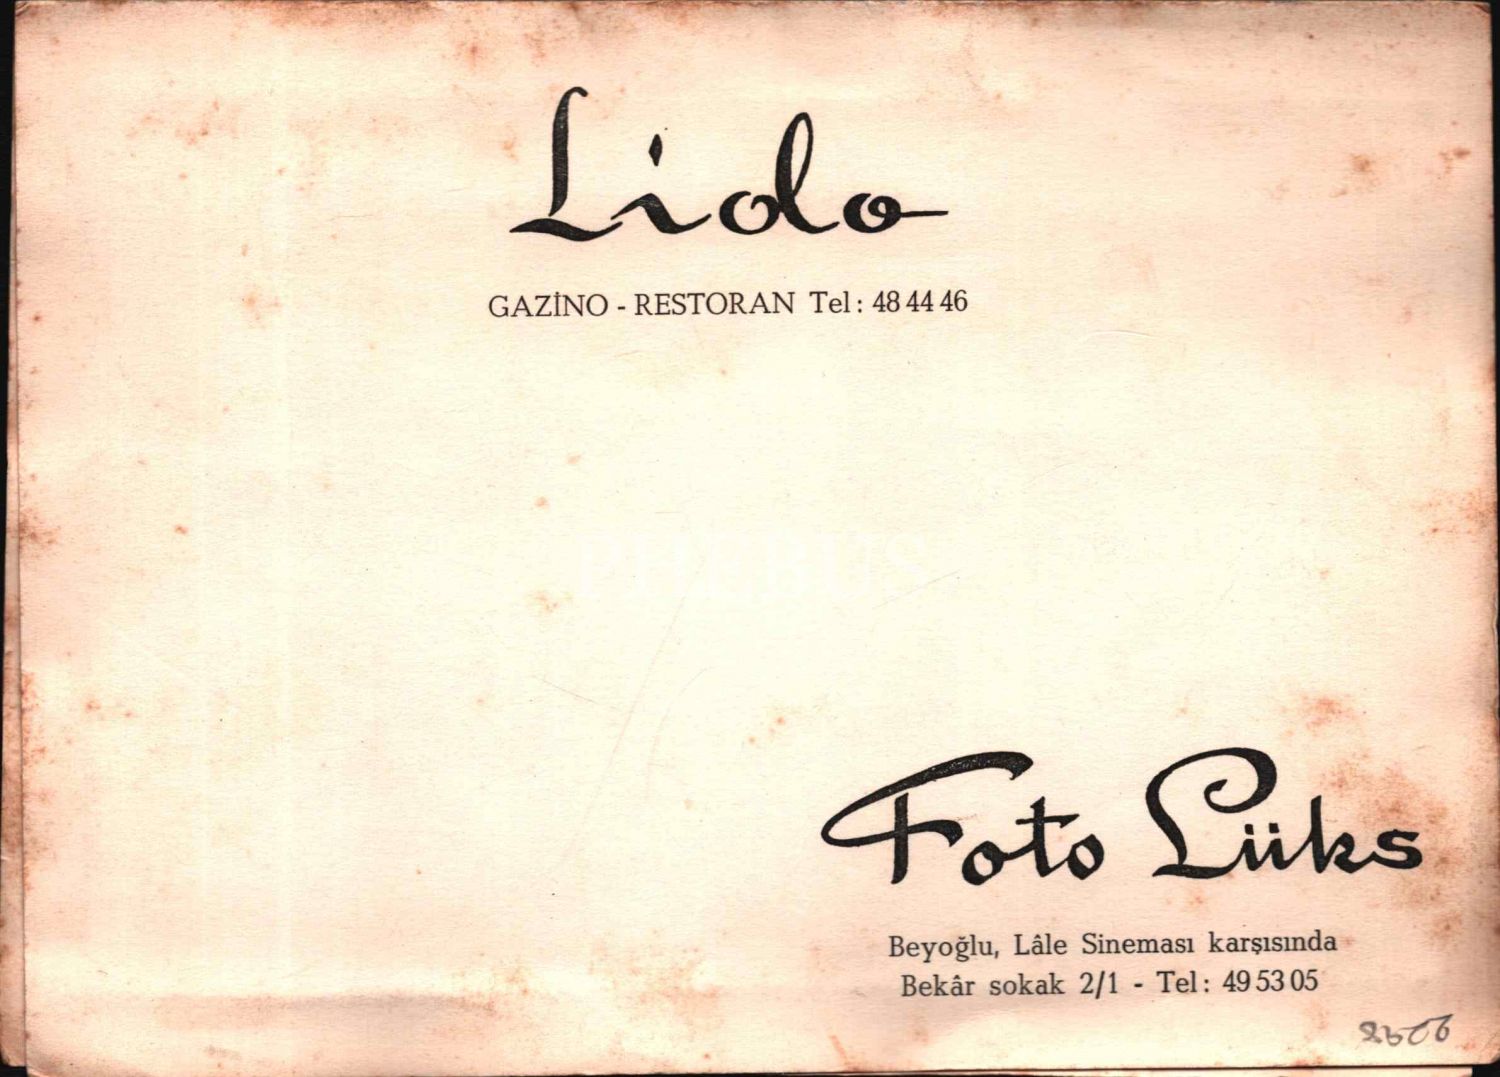 Lido
GAZİNO - RESTORAN Tel: 48 44 46
PHEBUS
Foto Lüks
Beyoğlu, Lâle Sineması karşısında
Bekâr sokak 2/1 - Tel: 49 53 05